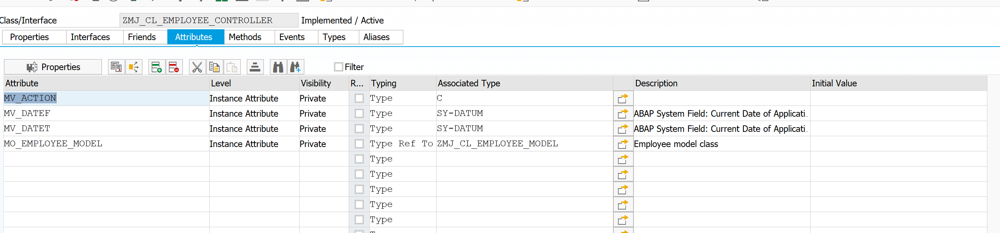 Class/Interface ZMJ_CL_EMPLOYEE_CONTROLLER Implemented / Active
Properties Interfaces Friends Attributes Methods Events Types Aliases
Properties Filter
Attribute Level Visibility R... Typing Associated Type Description Initial Value
MV_ACTION Instance Attribute Private Type C
MV_DATEF Instance Attribute Private Type SY-DATUM ABAP System Field: Current Date of Applicati...
MV_DATET Instance Attribute Private Type SY-DATUM ABAP System Field: Current Date of Applicati...
MO_EMPLOYEE_MODEL Instance Attribute Private Type Ref To ZMJ_CL_EMPLOYEE_MODEL Employee model class
Type
Type
Type
Type
Type